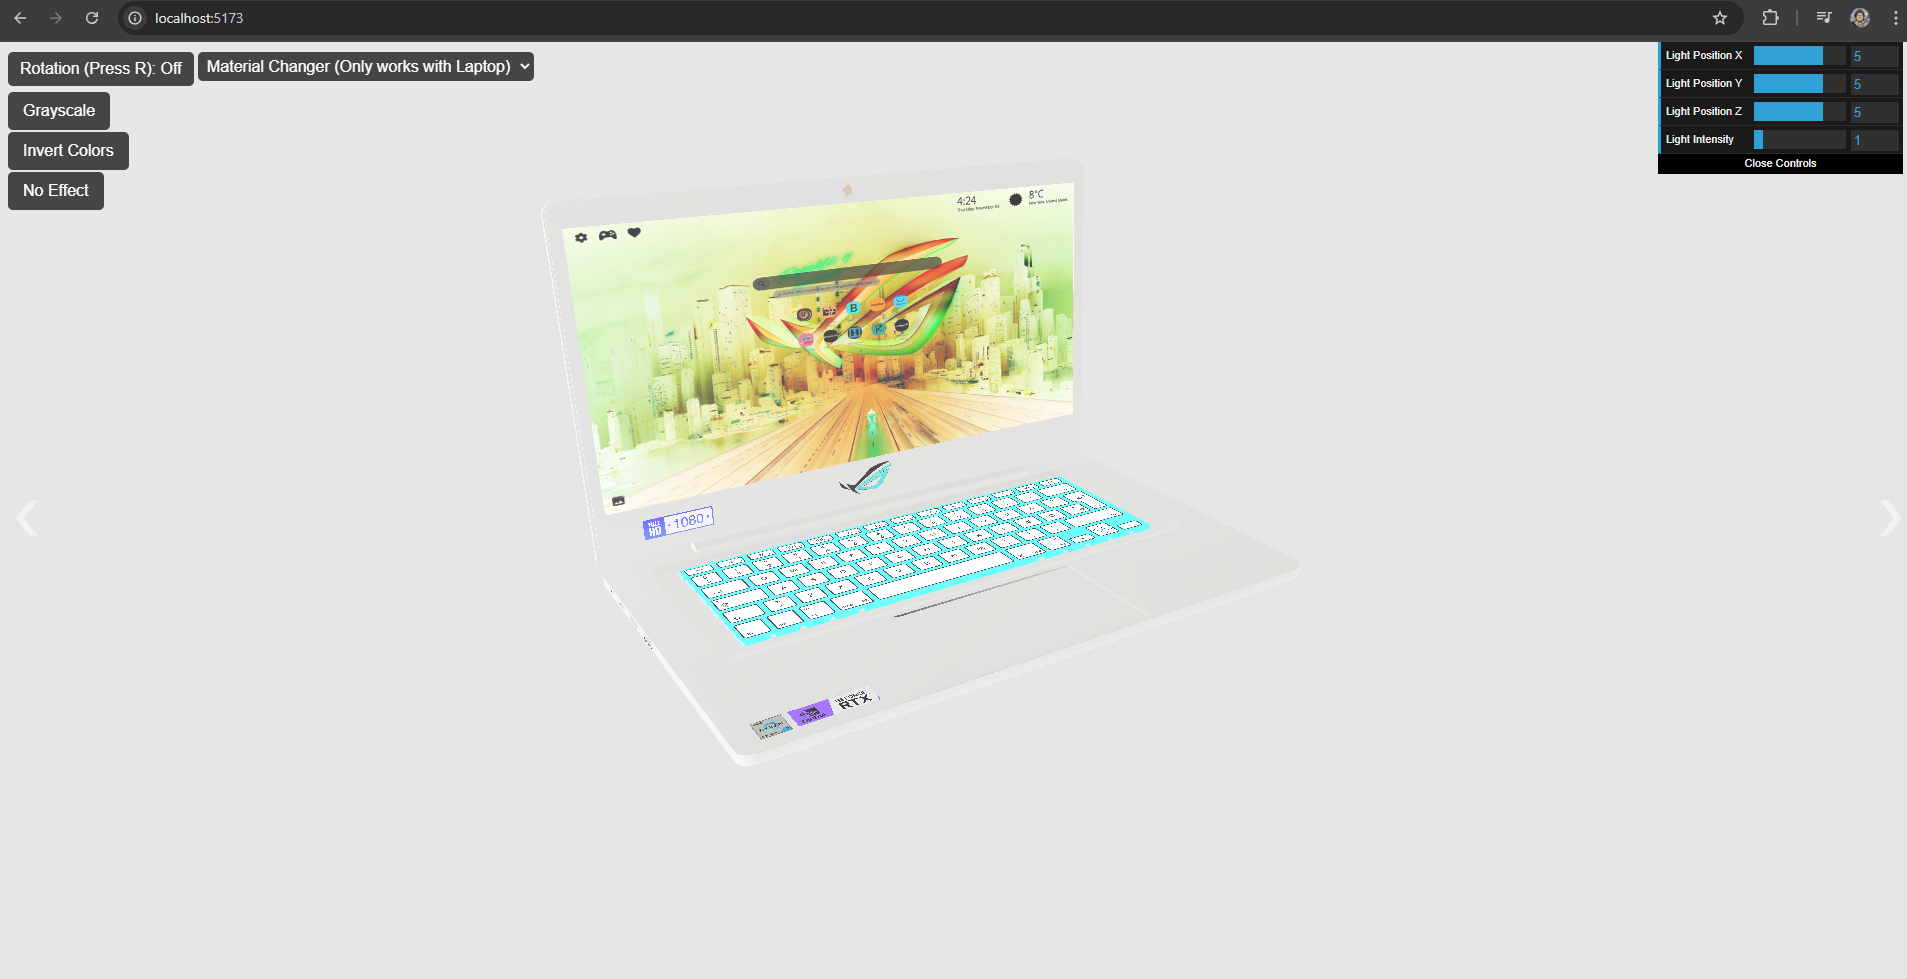 localhost:5173
Rotation (Press R): Off
Material Changer (Only works with Laptop)
Grayscale
Invert Colors
No Effect
Light Position X 5
Light Position Y 5
Light Position Z 5
Light Intensity 1
Close Controls
4:24
8°C
B
H
FULL HD · 1080 ·
RTX